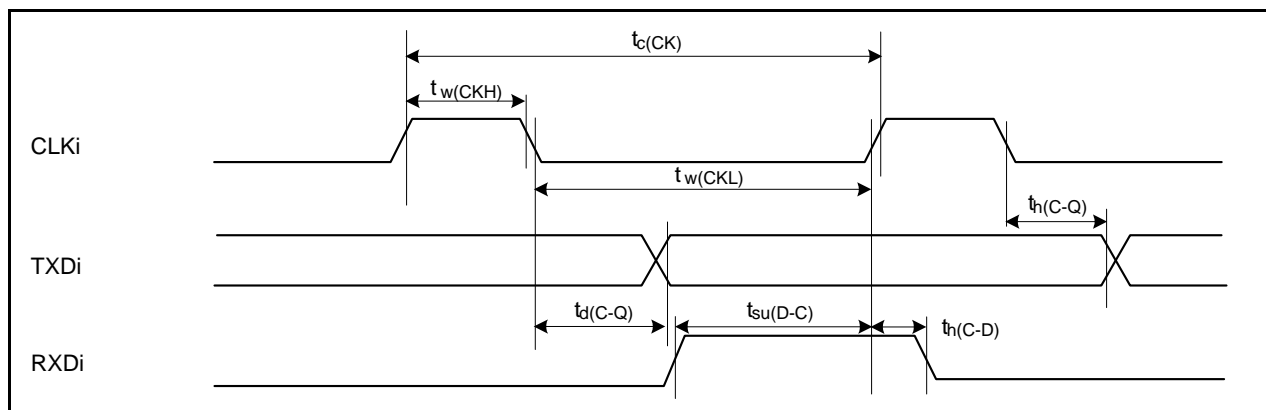 tc(CK)
tw(CKH)
CLKi
tw(CKL)
th(C-Q)
TXDi
td(C-Q)
tsu(D-C)
th(C-D)
RXDi